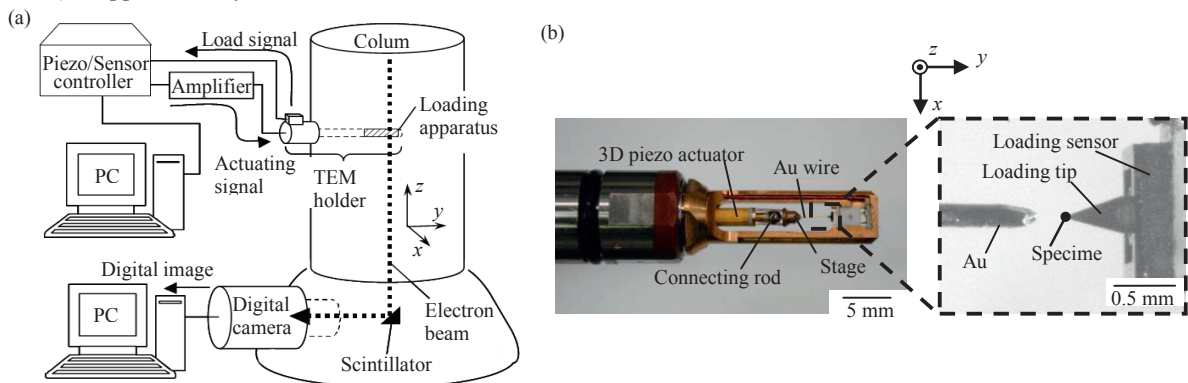 (a)
Load signal
Colum
Piezo/Sensor
controller
Amplifier
Loading
apparatus
PC
Actuating
signal
TEM
holder
z
y
x
Digital image
PC
Digital
camera
Electron
beam
Scintillator
(b)
z
y
x
3D piezo actuator
Au wire
Connecting rod
Stage
5 mm
Loading sensor
Loading tip
Au
Specime
0.5 mm